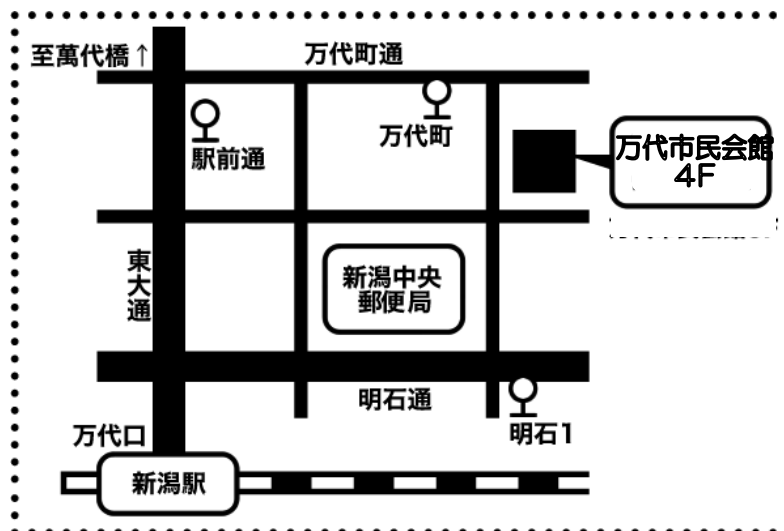 至萬代橋↑
万代町通
駅前通
万代町
万代市民会館
4F
東大通
新潟中央
郵便局
明石通
明石1
万代口
新潟駅